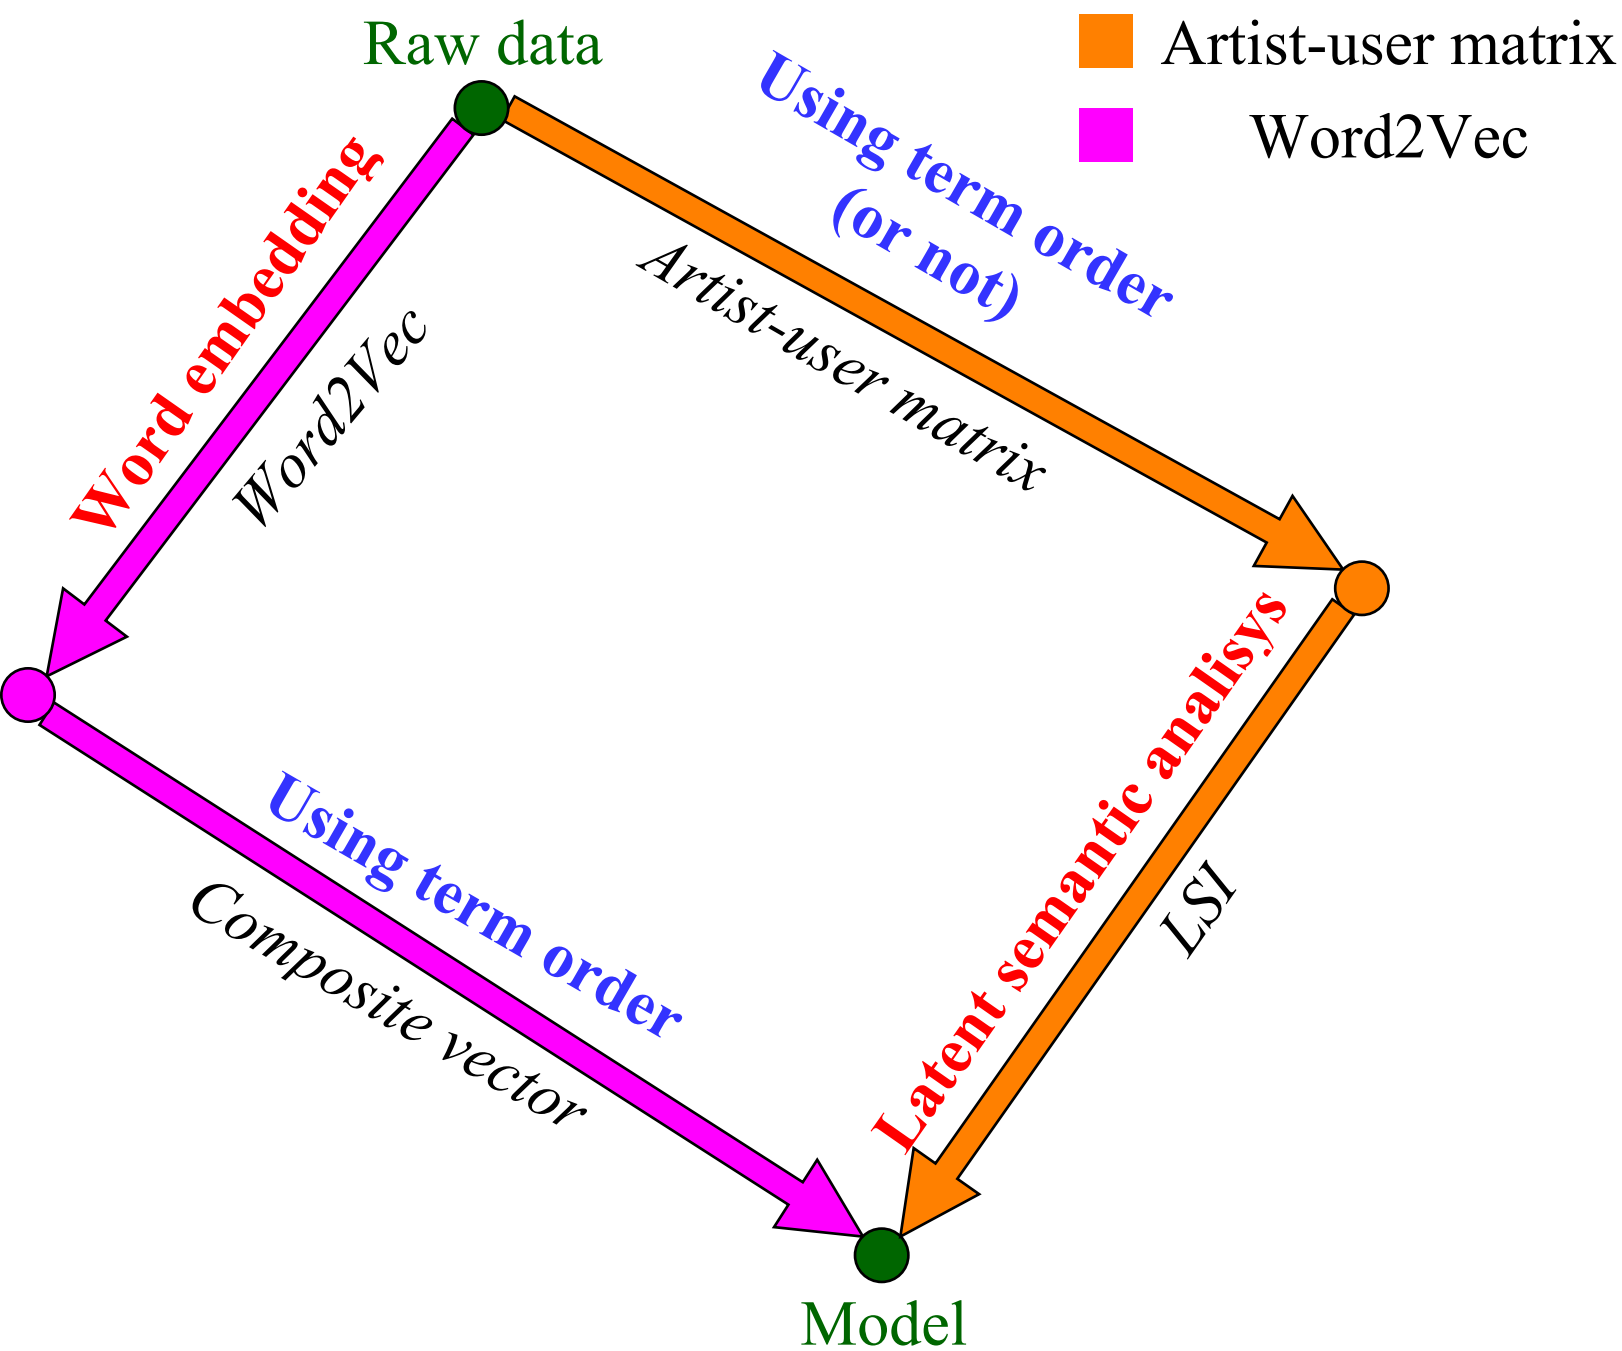 Raw data
Artist-user matrix
Word2Vec
Using term order
(or not)
Artist-user matrix
Word embedding
Word2Vec
Latent semantic analisys
LSI
Using term order
Composite vector
Model